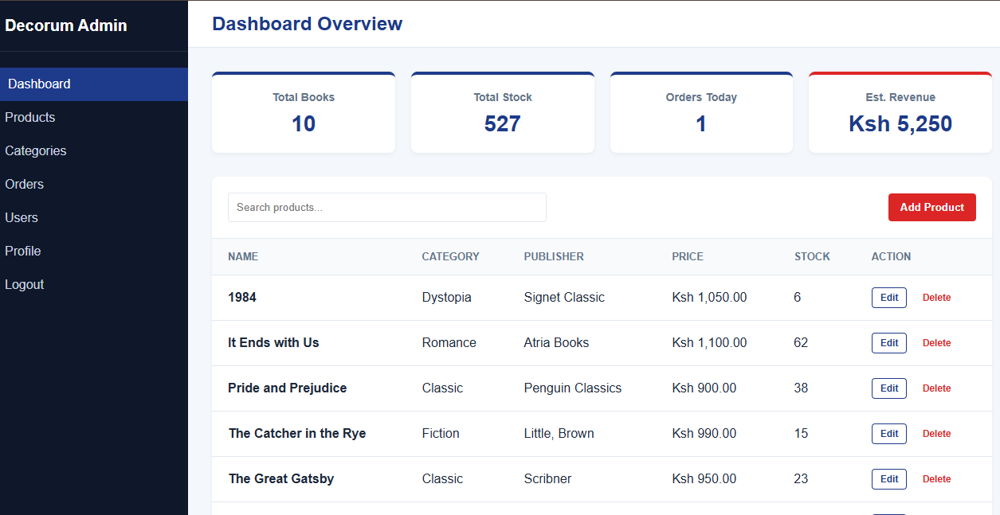 Decorum Admin
Dashboard
Products
Categories
Orders
Users
Profile
Logout
Dashboard Overview
Total Books
10
Total Stock
527
Orders Today
1
Est. Revenue
Ksh 5,250
Search products...
Add Product
NAME CATEGORY PUBLISHER PRICE STOCK ACTION
1984 Dystopia Signet Classic Ksh 1,050.00 6 Edit Delete
It Ends with Us Romance Atria Books Ksh 1,100.00 62 Edit Delete
Pride and Prejudice Classic Penguin Classics Ksh 900.00 38 Edit Delete
The Catcher in the Rye Fiction Little, Brown Ksh 990.00 15 Edit Delete
The Great Gatsby Classic Scribner Ksh 950.00 23 Edit Delete